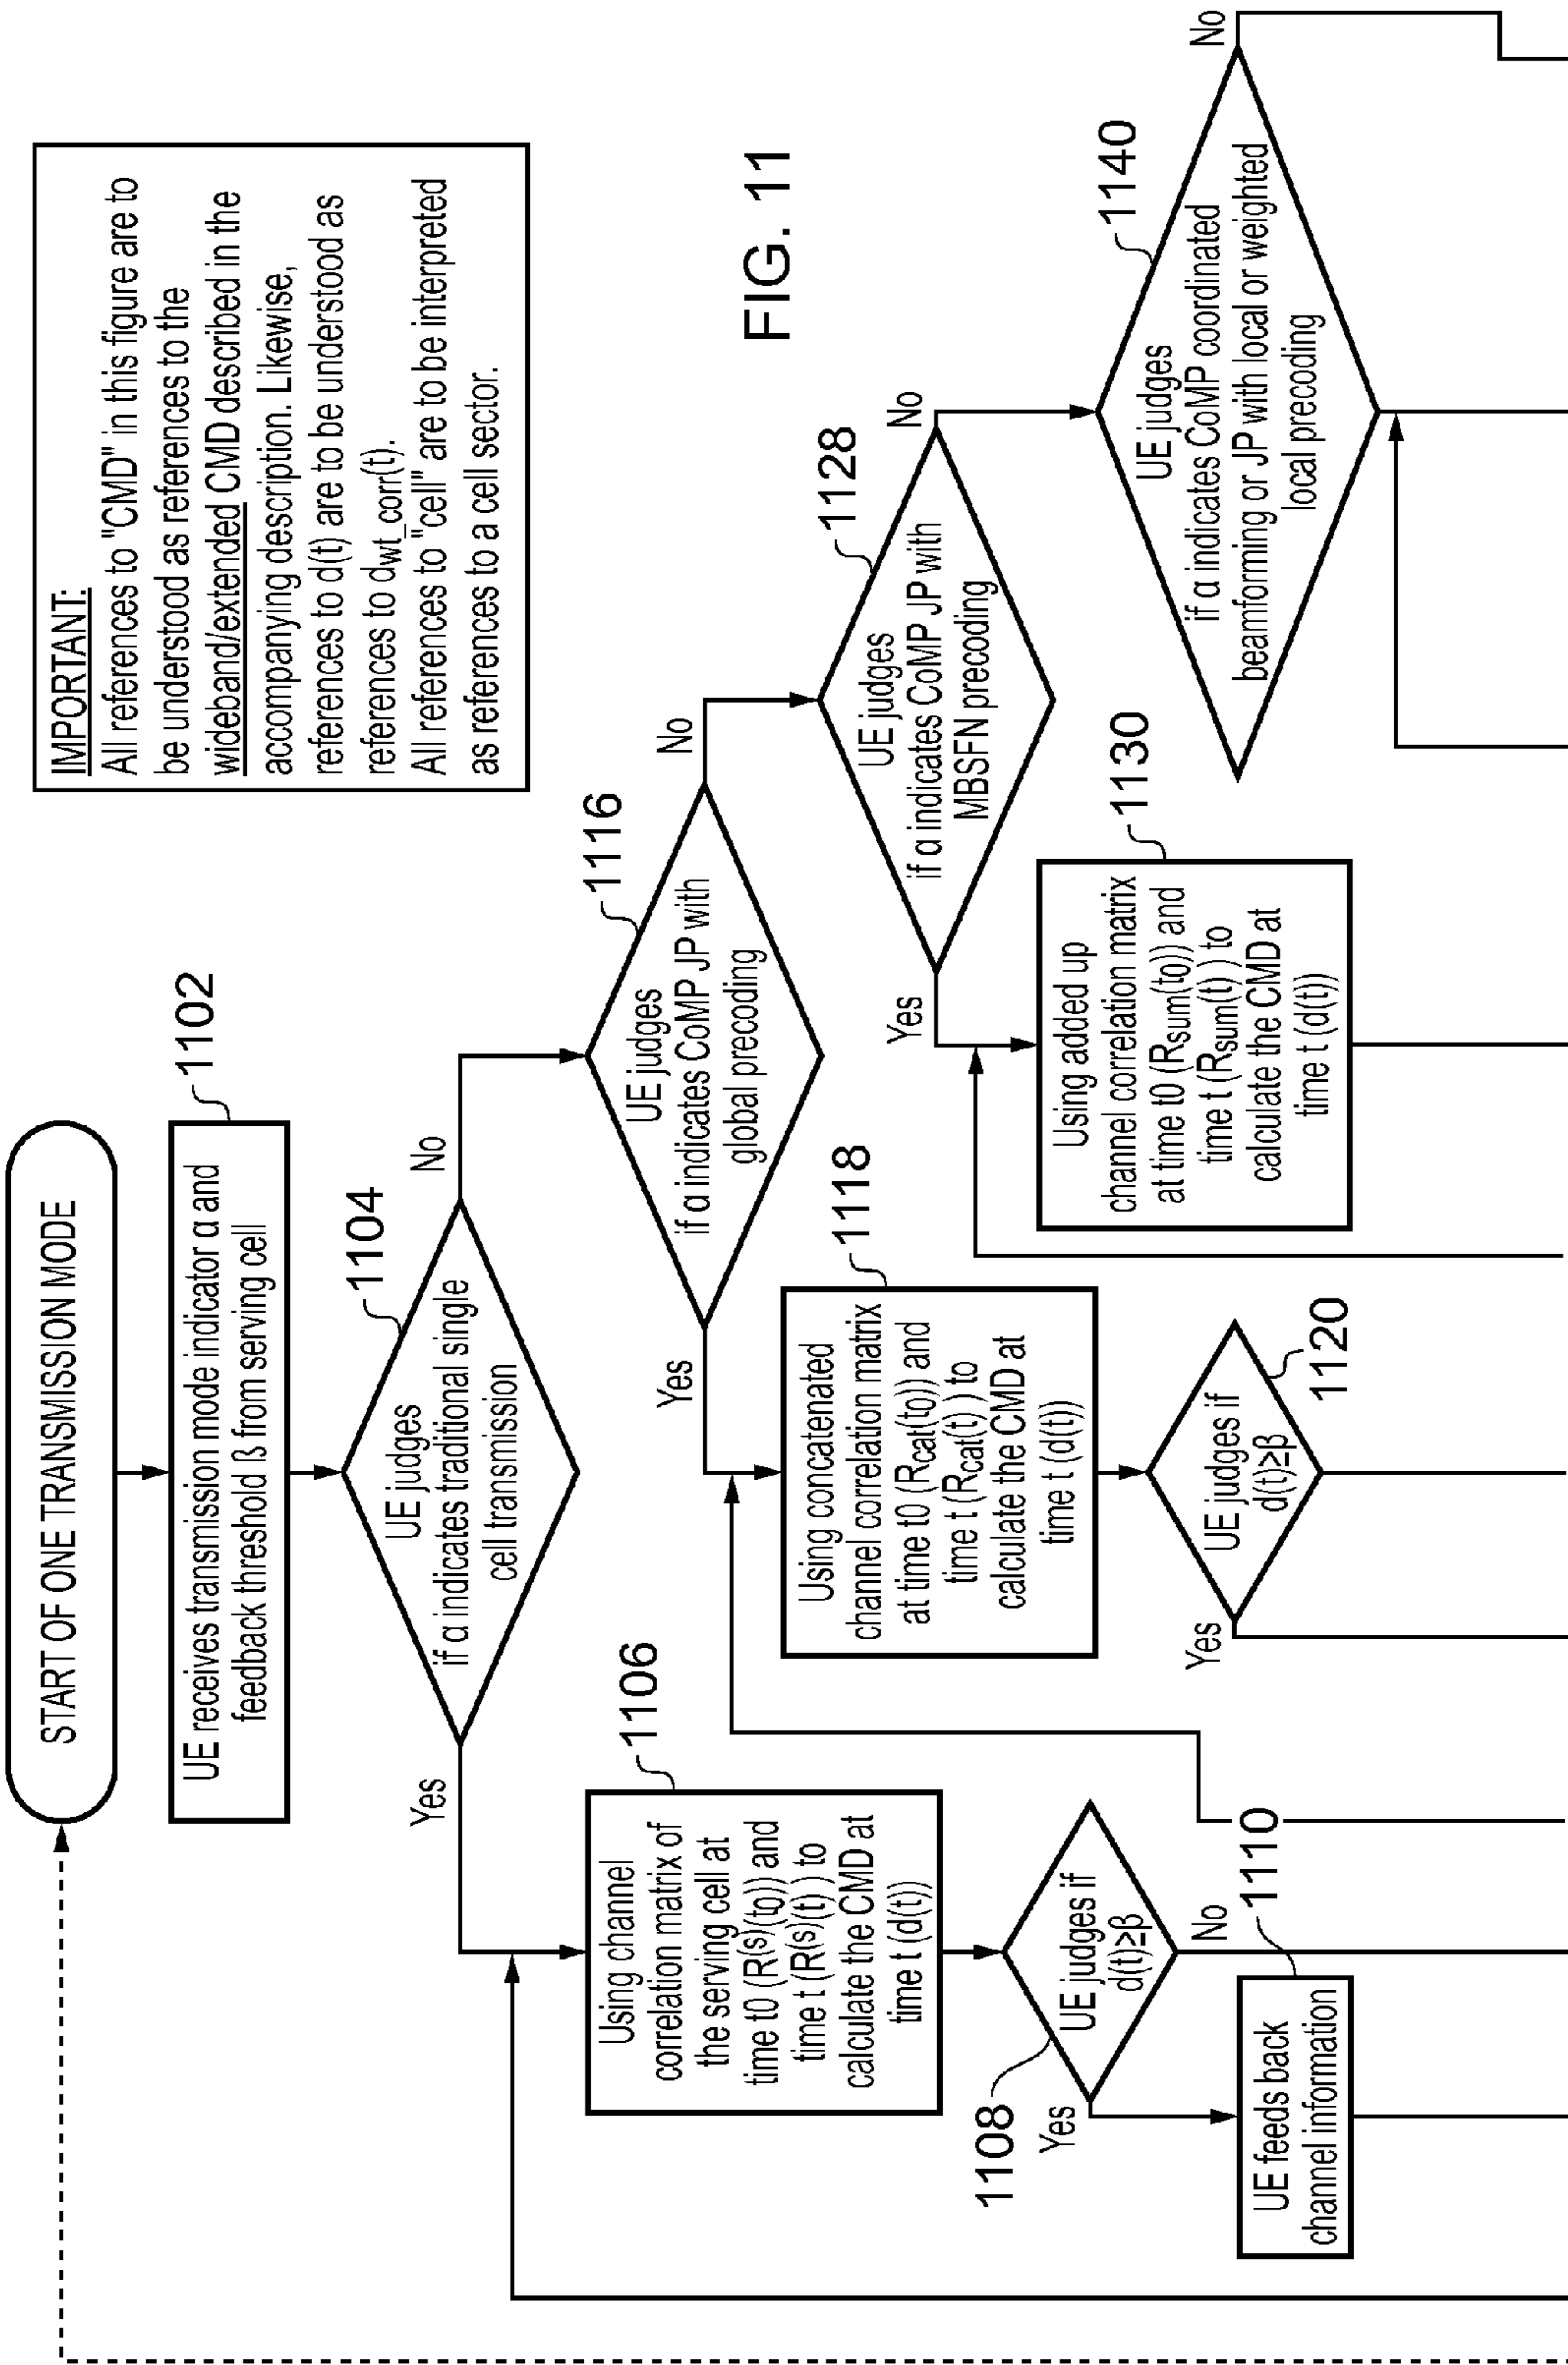 IMPORTANT:
All references to "CMD" in this figure are to
be understood as references to the
wideband/extended CMD described in the
accompanying description. Likewise,
references to d(t) are to be understood as
references to dwt_corr(t).
All references to "cell" are to be interpreted
as references to a cell sector.
FIG. 11
START OF ONE TRANSMISSION MODE
1102
UE receives transmission mode indicator α and
feedback threshold ß from serving cell
1104
UE judges
if α indicates traditional single
cell transmission
Yes
No
1106
Using channel
correlation matrix of
the serving cell at
time t0 (R(s)(t0)) and
time t (R(s)(t) ) to
calculate the CMD at
time t (d(t))
1108
UE judges if
d(t)≥β
Yes
No
1110
UE feeds back
channel information
1116
UE judges
if α indicates CoMP JP with
global precoding
Yes
No
1118
Using concatenated
channel correlation matrix
at time t0 (Rcat(t0)) and
time t (Rcat(t) ) to
calculate the CMD at
time t (d(t))
1120
UE judges if
d(t)≥β
Yes
1128
UE judges
if α indicates CoMP JP with
MBSFN precoding
Yes
No
1130
Using added up
channel correlation matrix
at time t0 (Rsum(t0)) and
time t (Rsum(t) ) to
calculate the CMD at
time t (d(t))
1140
UE judges
if α indicates CoMP coordinated
beamforming or JP with local or weighted
local precoding
No